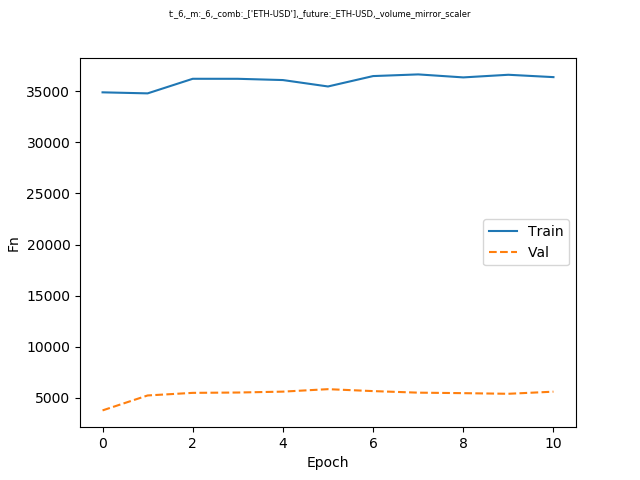 t:_6,_m:_6,_comb:_['ETH-USD'],_future:_ETH-USD,_volume_mirror_scaler
35000
30000
25000
20000
15000
10000
5000
Fn
Train
Val
0 2 4 6 8 10
Epoch